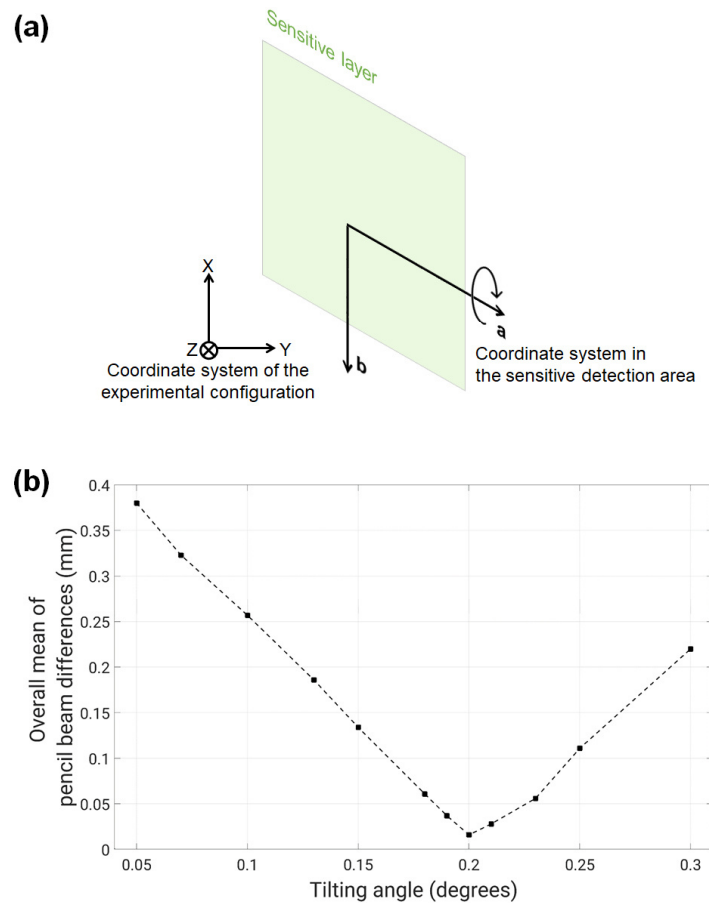 (a)
Sensitive layer
X
Z
Y
a
b
Coordinate system of the
experimental configuration
Coordinate system in
the sensitive detection area
(b)
Overall mean of
pencil beam differences (mm)
0.4
0.35
0.3
0.25
0.2
0.15
0.1
0.05
0
0.05
0.1
0.15
0.2
0.25
0.3
Tilting angle (degrees)